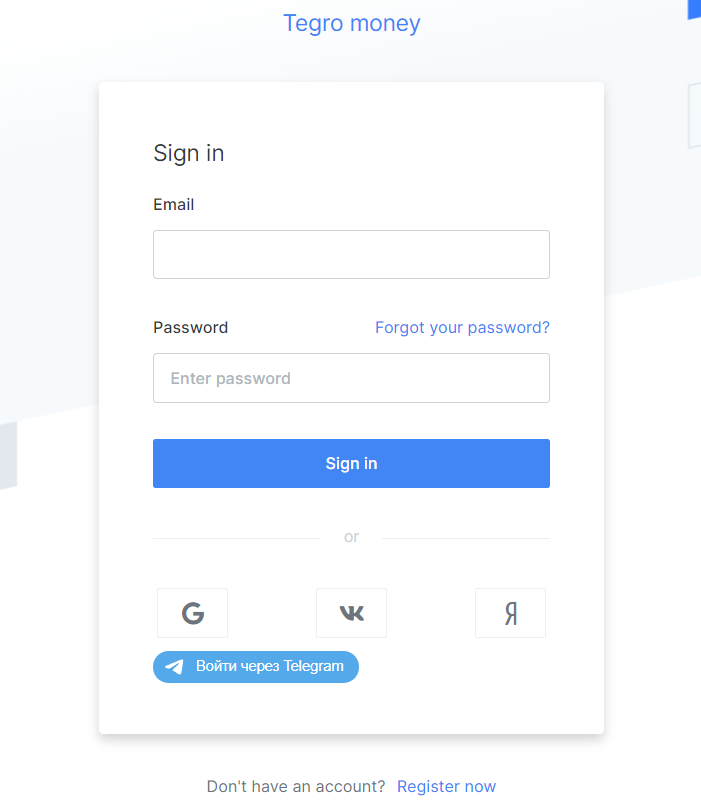 Tegro money
Sign in
Email
Password Forgot your password?
Enter password
Sign in
or
G VK Я
Войти через Telegram
Don't have an account? Register now